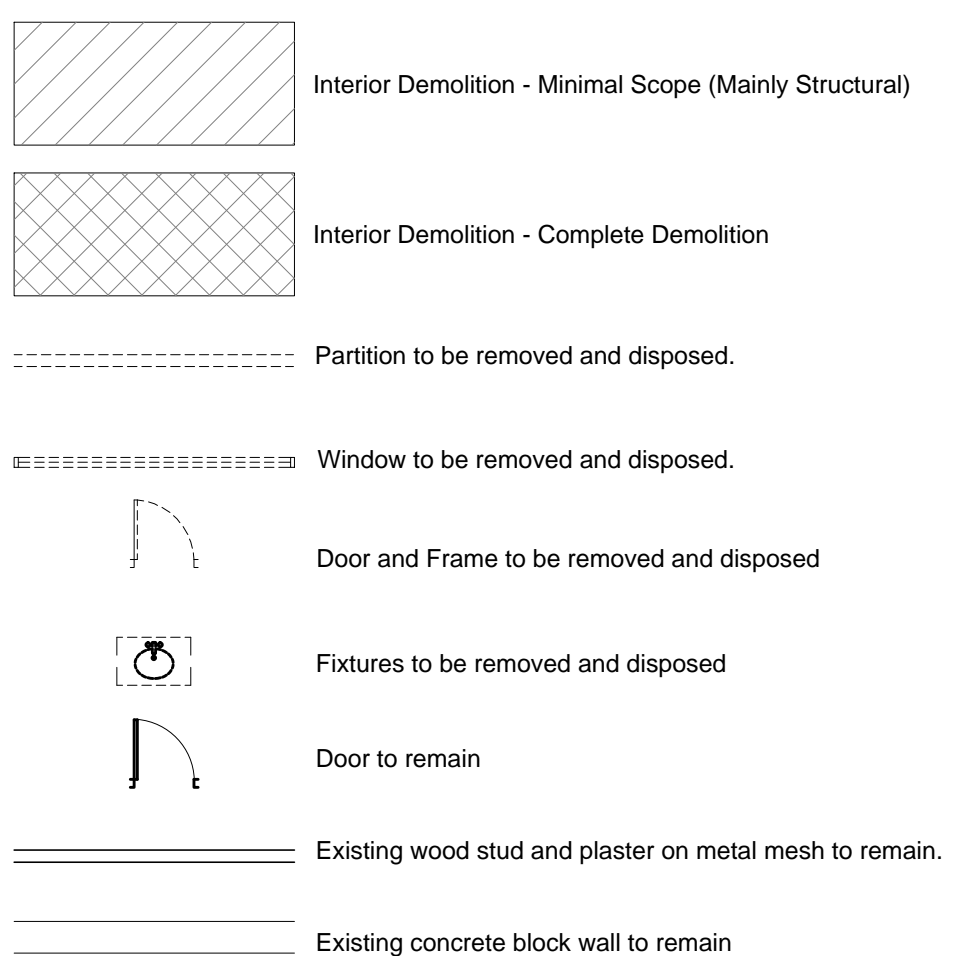 Interior Demolition - Minimal Scope (Mainly Structural)
Interior Demolition - Complete Demolition
Partition to be removed and disposed.
Window to be removed and disposed.
Door and Frame to be removed and disposed
Fixtures to be removed and disposed
Door to remain
Existing wood stud and plaster on metal mesh to remain.
Existing concrete block wall to remain